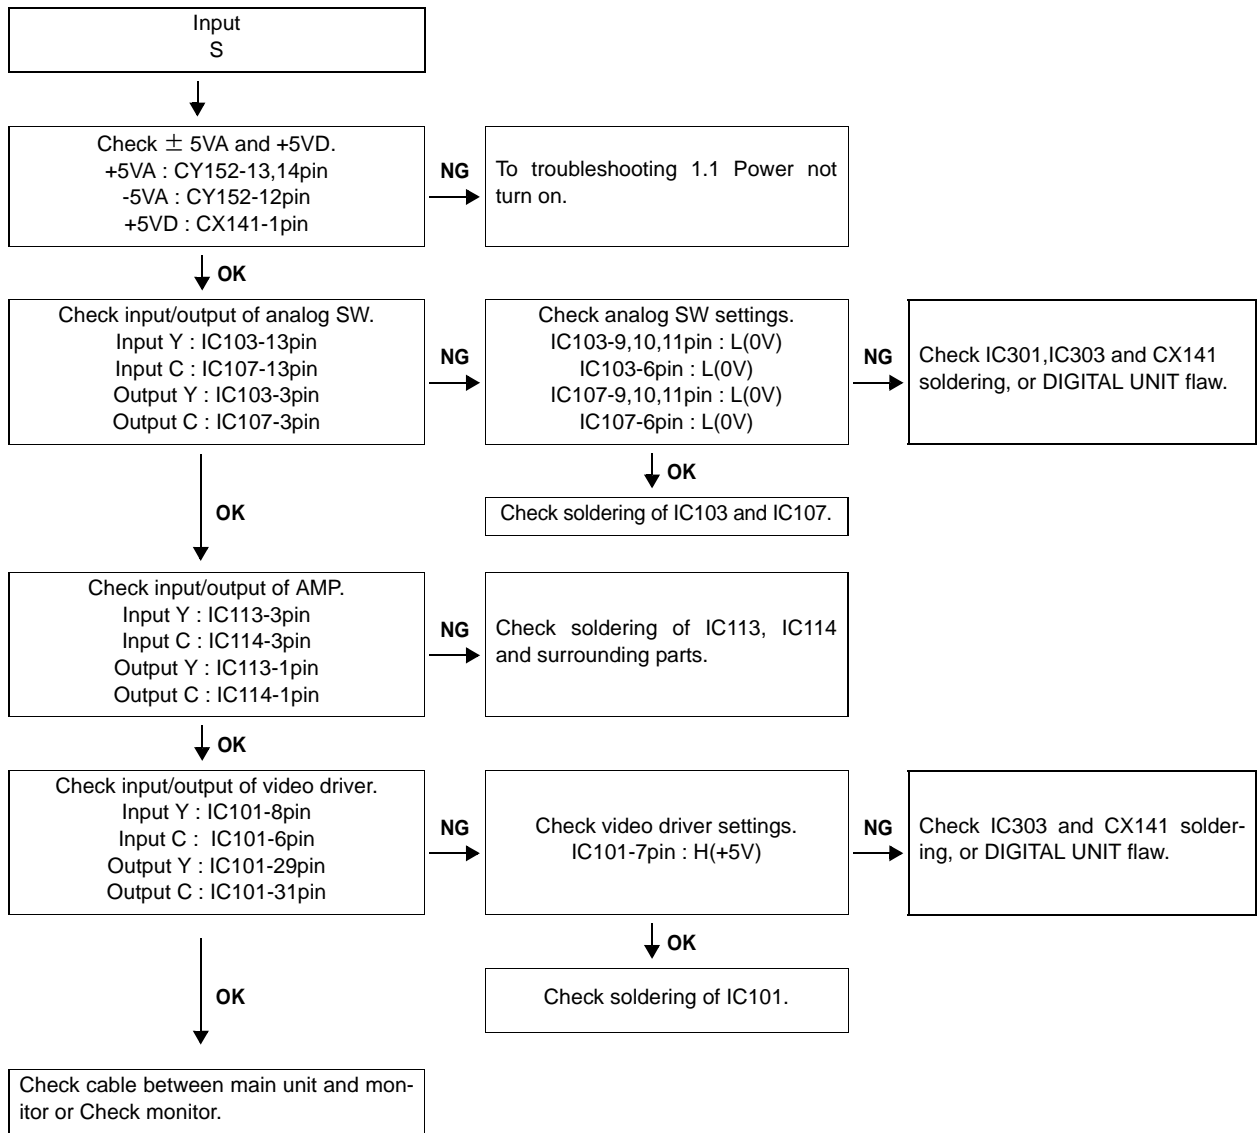 Input
S
Check ± 5VA and +5VD.
+5VA : CY152-13,14pin
-5VA : CY152-12pin
+5VD : CX141-1pin
NG
To troubleshooting 1.1 Power not
turn on.
OK
Check input/output of analog SW.
Input Y : IC103-13pin
Input C : IC107-13pin
Output Y : IC103-3pin
Output C : IC107-3pin
NG
Check analog SW settings.
IC103-9,10,11pin : L(0V)
IC103-6pin : L(0V)
IC107-9,10,11pin : L(0V)
IC107-6pin : L(0V)
NG
Check IC301,IC303 and CX141
soldering, or DIGITAL UNIT flaw.
OK
Check soldering of IC103 and IC107.
OK
Check input/output of AMP.
Input Y : IC113-3pin
Input C : IC114-3pin
Output Y : IC113-1pin
Output C : IC114-1pin
NG
Check soldering of IC113, IC114
and surrounding parts.
OK
Check input/output of video driver.
Input Y : IC101-8pin
Input C :  IC101-6pin
Output Y : IC101-29pin
Output C : IC101-31pin
NG
Check video driver settings.
IC101-7pin : H(+5V)
NG
Check IC303 and CX141 solder-
ing, or DIGITAL UNIT flaw.
OK
Check soldering of IC101.
OK
Check cable between main unit and mon-
itor or Check monitor.